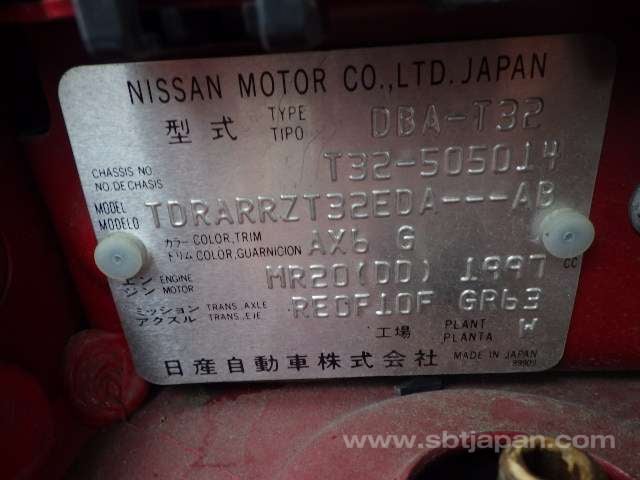 NISSAN MOTOR CO.,LTD. JAPAN
型式 TYPE TIPO DBA-T32
CHASSIS NO NO.DE CHASIS T32-505014
MODEL MODELO TDRARRZT32EDA---AB
カラー COLOR,TRIM トリム COLOR,GUARNICION AX6 G
エンジン ENGINE MOTOR MR20(DD) 1997 CC
ミッション TRANS.,AXLE アクスル TRANS.,EJE RE0F10F GR63
工場 PLANT PLANTA W
日産自動車株式会社 MADE IN JAPAN
www.sbtjapan.com